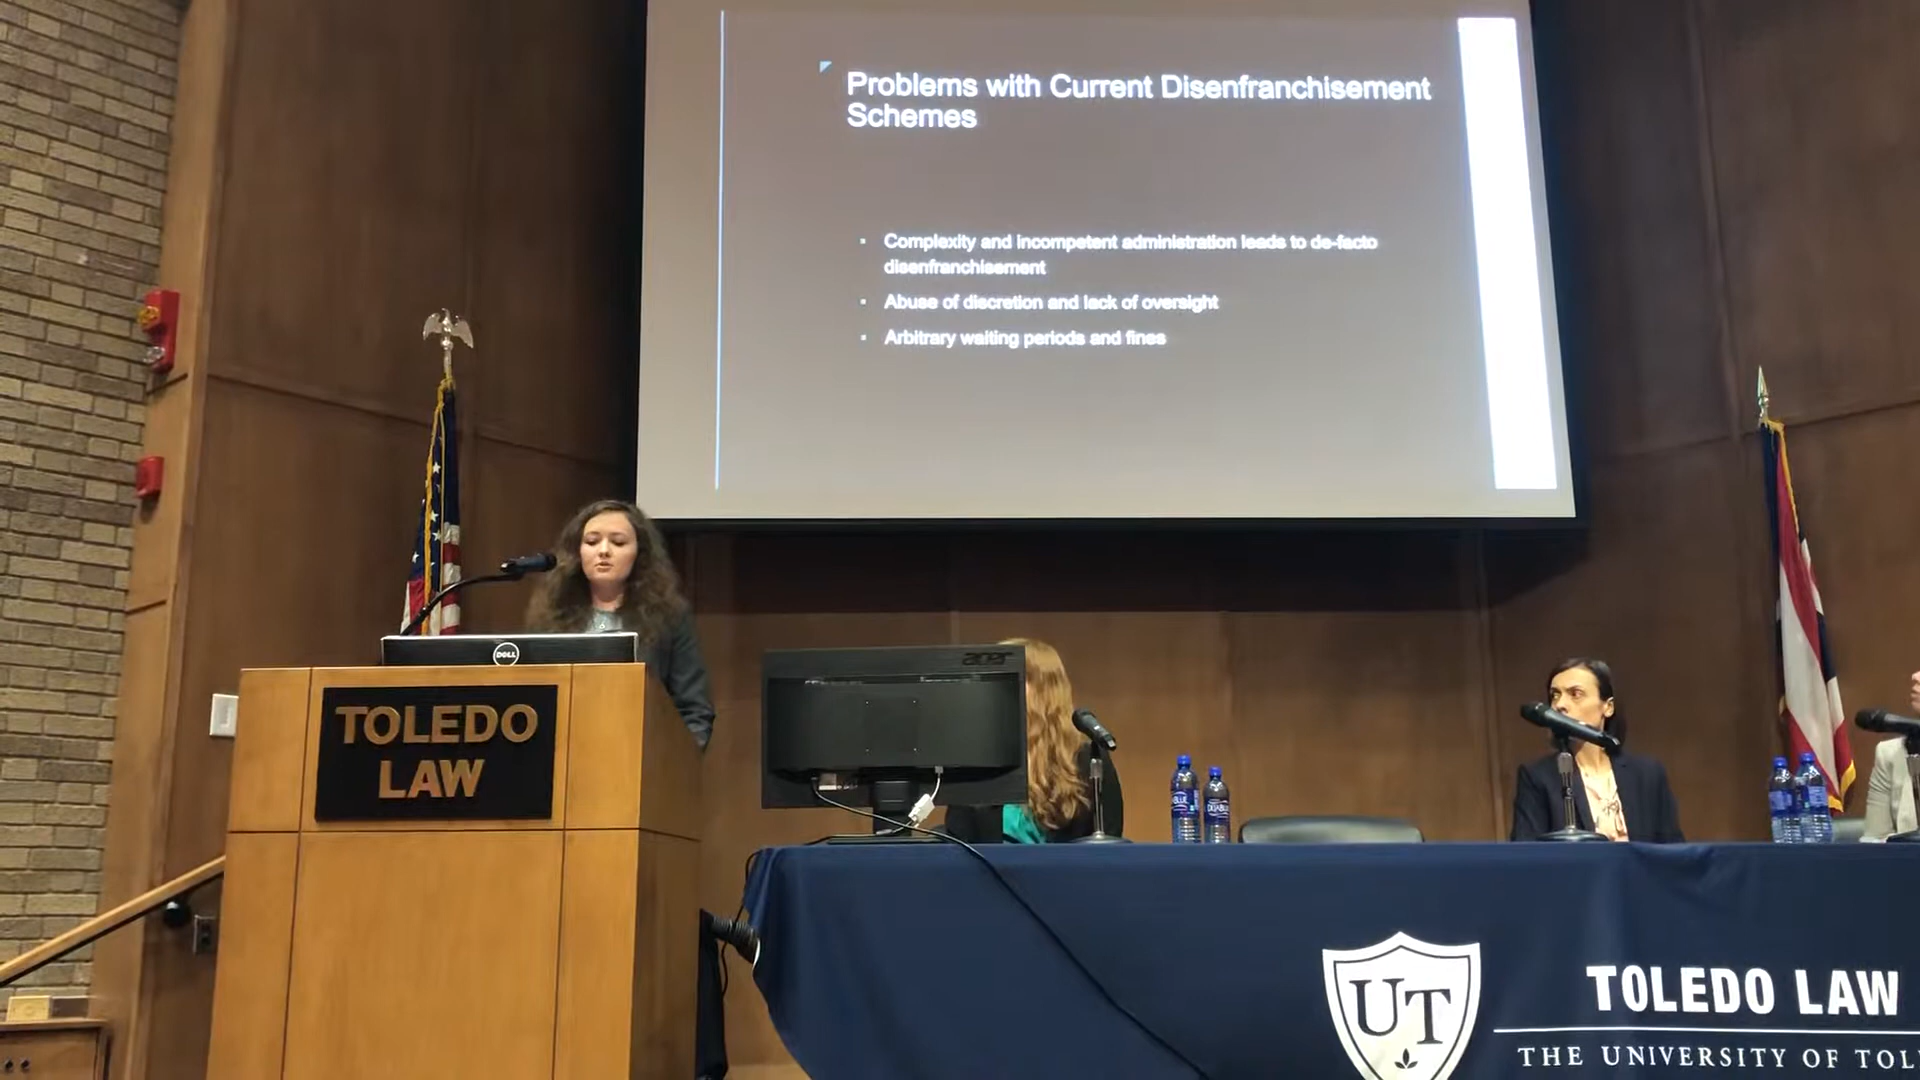 Problems with Current Disenfranchisement
Schemes
Complexity and incompetent administration leads to de-facto
disenfranchisement
Abuse of discretion and lack of oversight
Arbitrary waiting periods and fines
DELL
acer
TOLEDO
LAW
DEJABLUE
UT
TOLEDO LAW
THE UNIVERSITY OF TOL